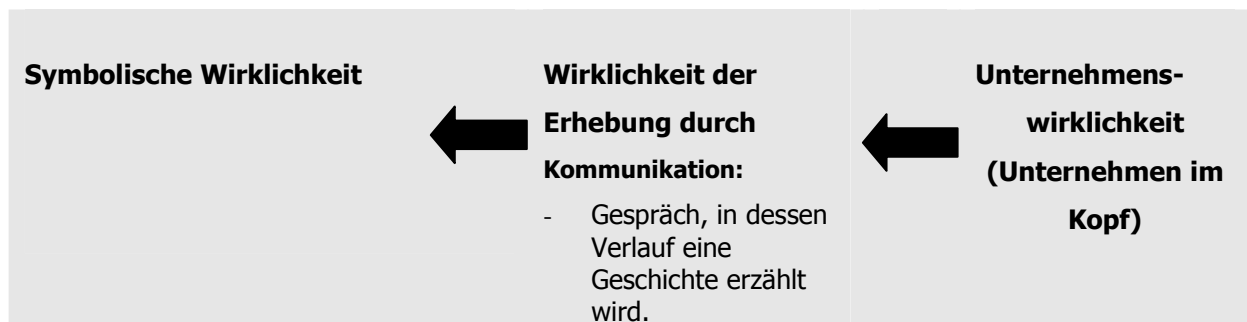 Symbolische Wirklichkeit
Wirklichkeit der
Erhebung durch
Kommunikation:
- Gespräch, in dessen
Verlauf eine
Geschichte erzählt
wird.
Unternehmens-
wirklichkeit
(Unternehmen im
Kopf)